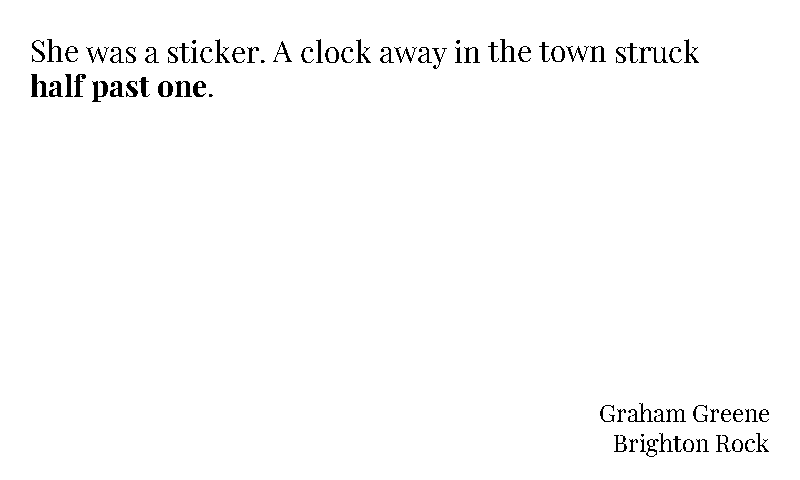 She was a sticker. A clock away in the town struck
half past one.
Graham Greene
Brighton Rock